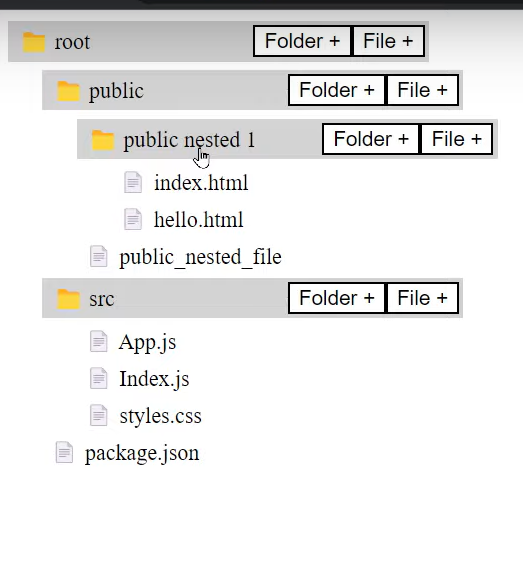 root Folder + File +
public Folder + File +
public nested 1 Folder + File +
index.html
hello.html
public_nested_file
src Folder + File +
App.js
Index.js
styles.css
package.json